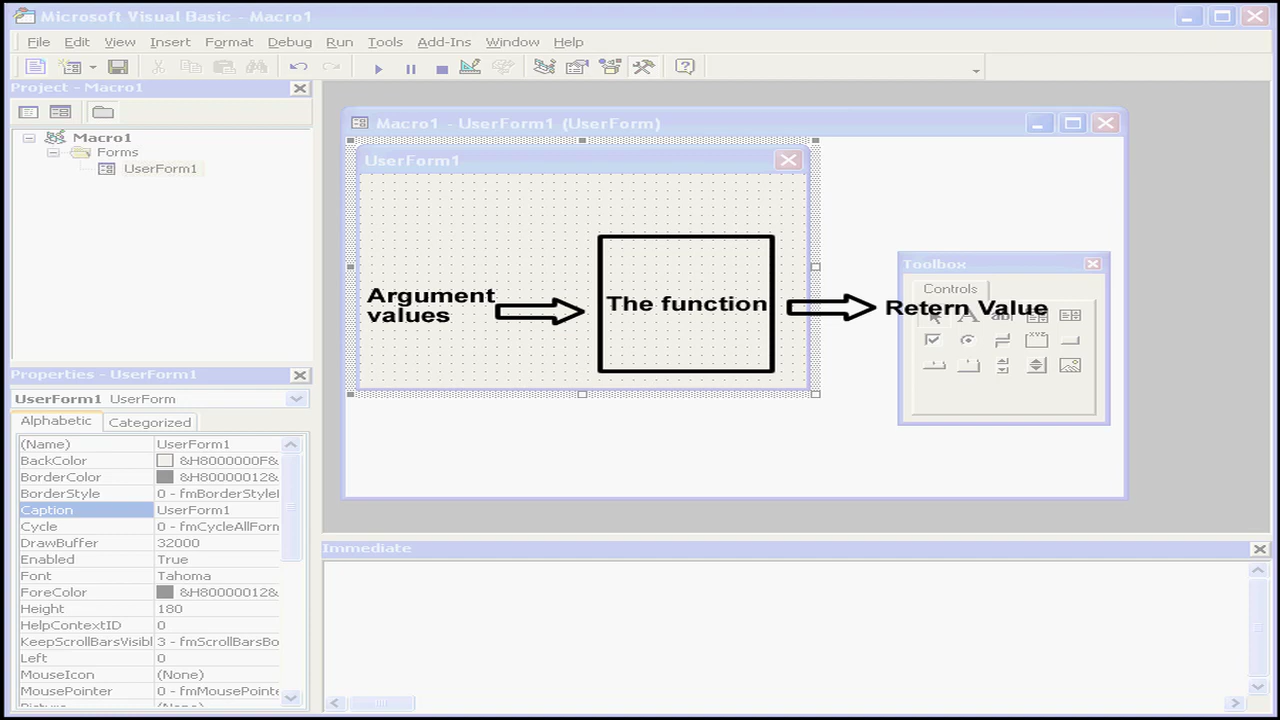 Microsoft Visual Basic - Macro1
File Edit View Insert Format Debug Run Tools Add-Ins Window Help
Project - Macro1
Macro1
Forms
UserForm1
Macro1 - UserForm1 (UserForm)
UserForm1
Argument
values
The function
Retern Value
Toolbox
Controls
Properties - UserForm1
UserForm1 UserForm
Alphabetic Categorized
(Name) UserForm1
BackColor &H8000000F&
BorderColor &H80000012&
BorderStyle 0 - fmBorderStyle
Caption UserForm1
Cycle 0 - fmCycleAllForm
DrawBuffer 32000
Enabled True
Font Tahoma
ForeColor &H80000012&
Height 180
HelpContextID 0
KeepScrollBarsVisibl 3 - fmScrollBarsBo
Left 0
MouseIcon (None)
MousePointer 0 - fmMousePointe
Immediate